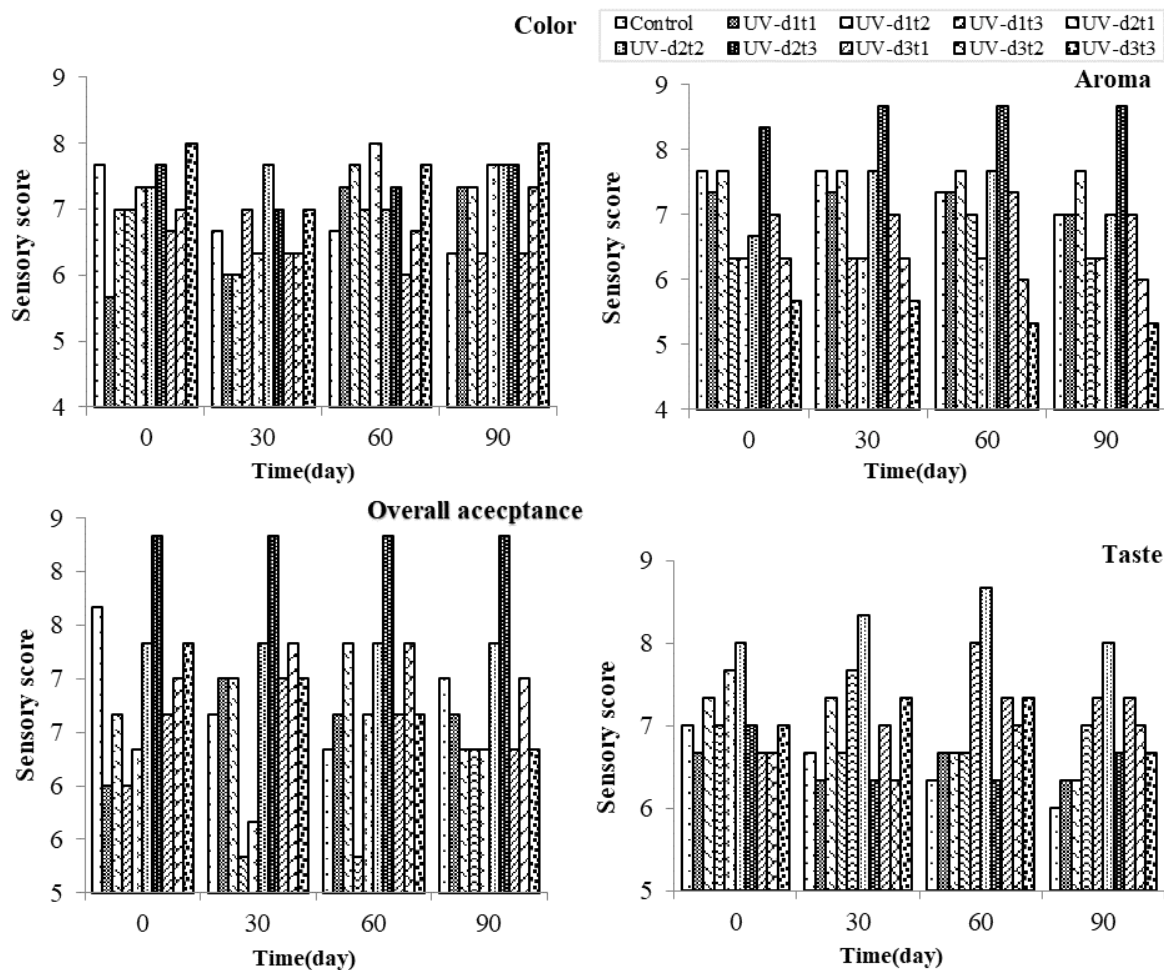 Color
Control UV-d1t1 UV-d1t2 UV-d1t3 UV-d2t1
UV-d2t2 UV-d2t3 UV-d3t1 UV-d3t2 UV-d3t3
Sensory score
9
8
7
6
5
4
0 30 60 90
Time(day)
Aroma
Sensory score
9
8
7
6
5
4
0 30 60 90
Time(day)
Overall acecptance
Sensory score
9
8
8
7
7
6
6
5
0 30 60 90
Time(day)
Taste
Sensory score
9
8
7
6
5
0 30 60 90
Time(day)